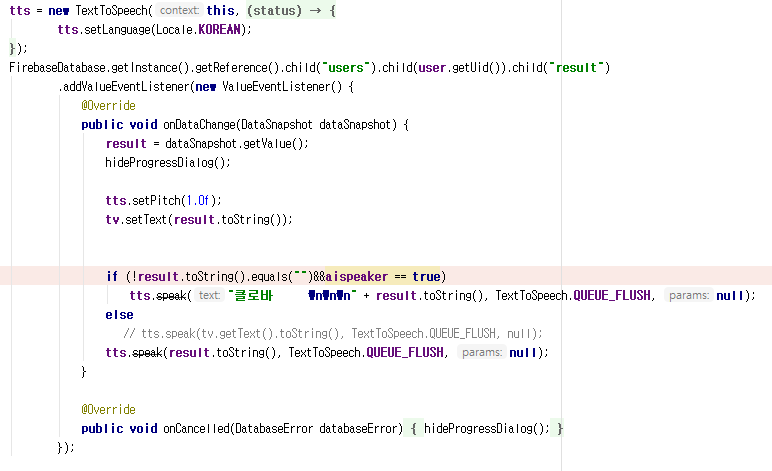 tts = new TextToSpeech( context: this, (status) → {
        tts.setLanguage(Locale.KOREAN);
});
FirebaseDatabase.getInstance().getReference().child("users").child(user.getUid()).child("result")
        .addValueEventListener(new ValueEventListener() {
            @Override
            public void onDataChange(DataSnapshot dataSnapshot) {
                result = dataSnapshot.getValue();
                hideProgressDialog();
                tts.setPitch(1.0f);
                tv.setText(result.toString());
                if (!result.toString().equals("")&&aispeaker == true)
                    tts.speak( text: "클로바      ₩n₩n₩n" + result.toString(), TextToSpeech.QUEUE_FLUSH, params: null);
                else
                   // tts.speak(tv.getText().toString(), TextToSpeech.QUEUE_FLUSH, null);
                tts.speak(result.toString(), TextToSpeech.QUEUE_FLUSH, params: null);
            }
            @Override
            public void onCancelled(DatabaseError databaseError) { hideProgressDialog(); }
        });